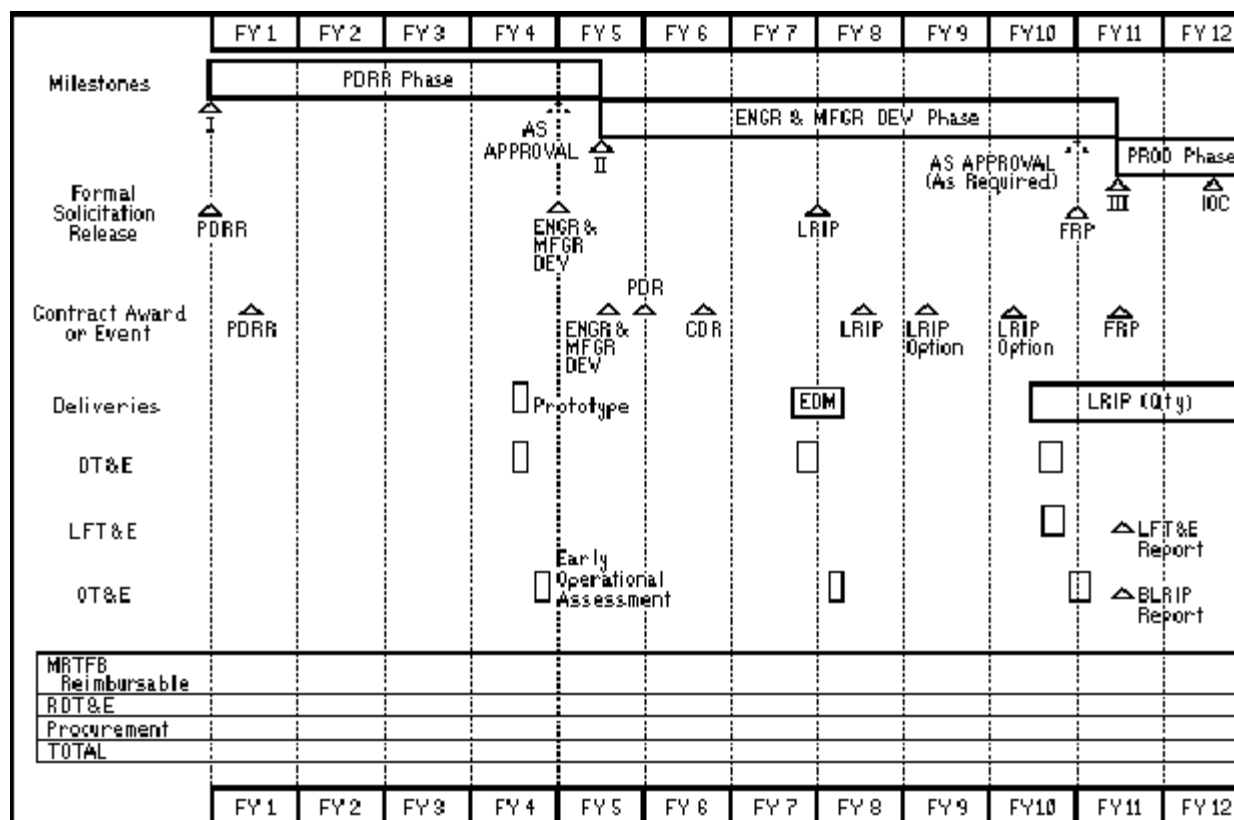 FY 1 FY 2 FY 3 FY 4 FY 5 FY 6 FY 7 FY 8 FY 9 FY10 FY11 FY 12
Milestones
PDRR Phase
I
AS
APPROVAL
II
ENGR & MFGR DEV Phase
AS APPROVAL
(As Required)
PROD Phase
III
IOC
Formal
Solicitation
Release
PDRR
ENGR &
MFGR
DEV
LRIP
FRP
Contract Award
or Event
PDRR
ENGR &
MFGR
DEV
PDR
CDR
LRIP
LRIP
Option
LRIP
Option
FRP
Deliveries
Prototype
EDM
LRIP (Qty)
DT&E
LFT&E
LFT&E
Report
OT&E
Early
Operational
Assessment
BLRIP
Report
MRTFB
Reimbursable
RDT&E
Procurement
TOTAL
FY 1 FY 2 FY 3 FY 4 FY 5 FY 6 FY 7 FY 8 FY 9 FY10 FY11 FY 12